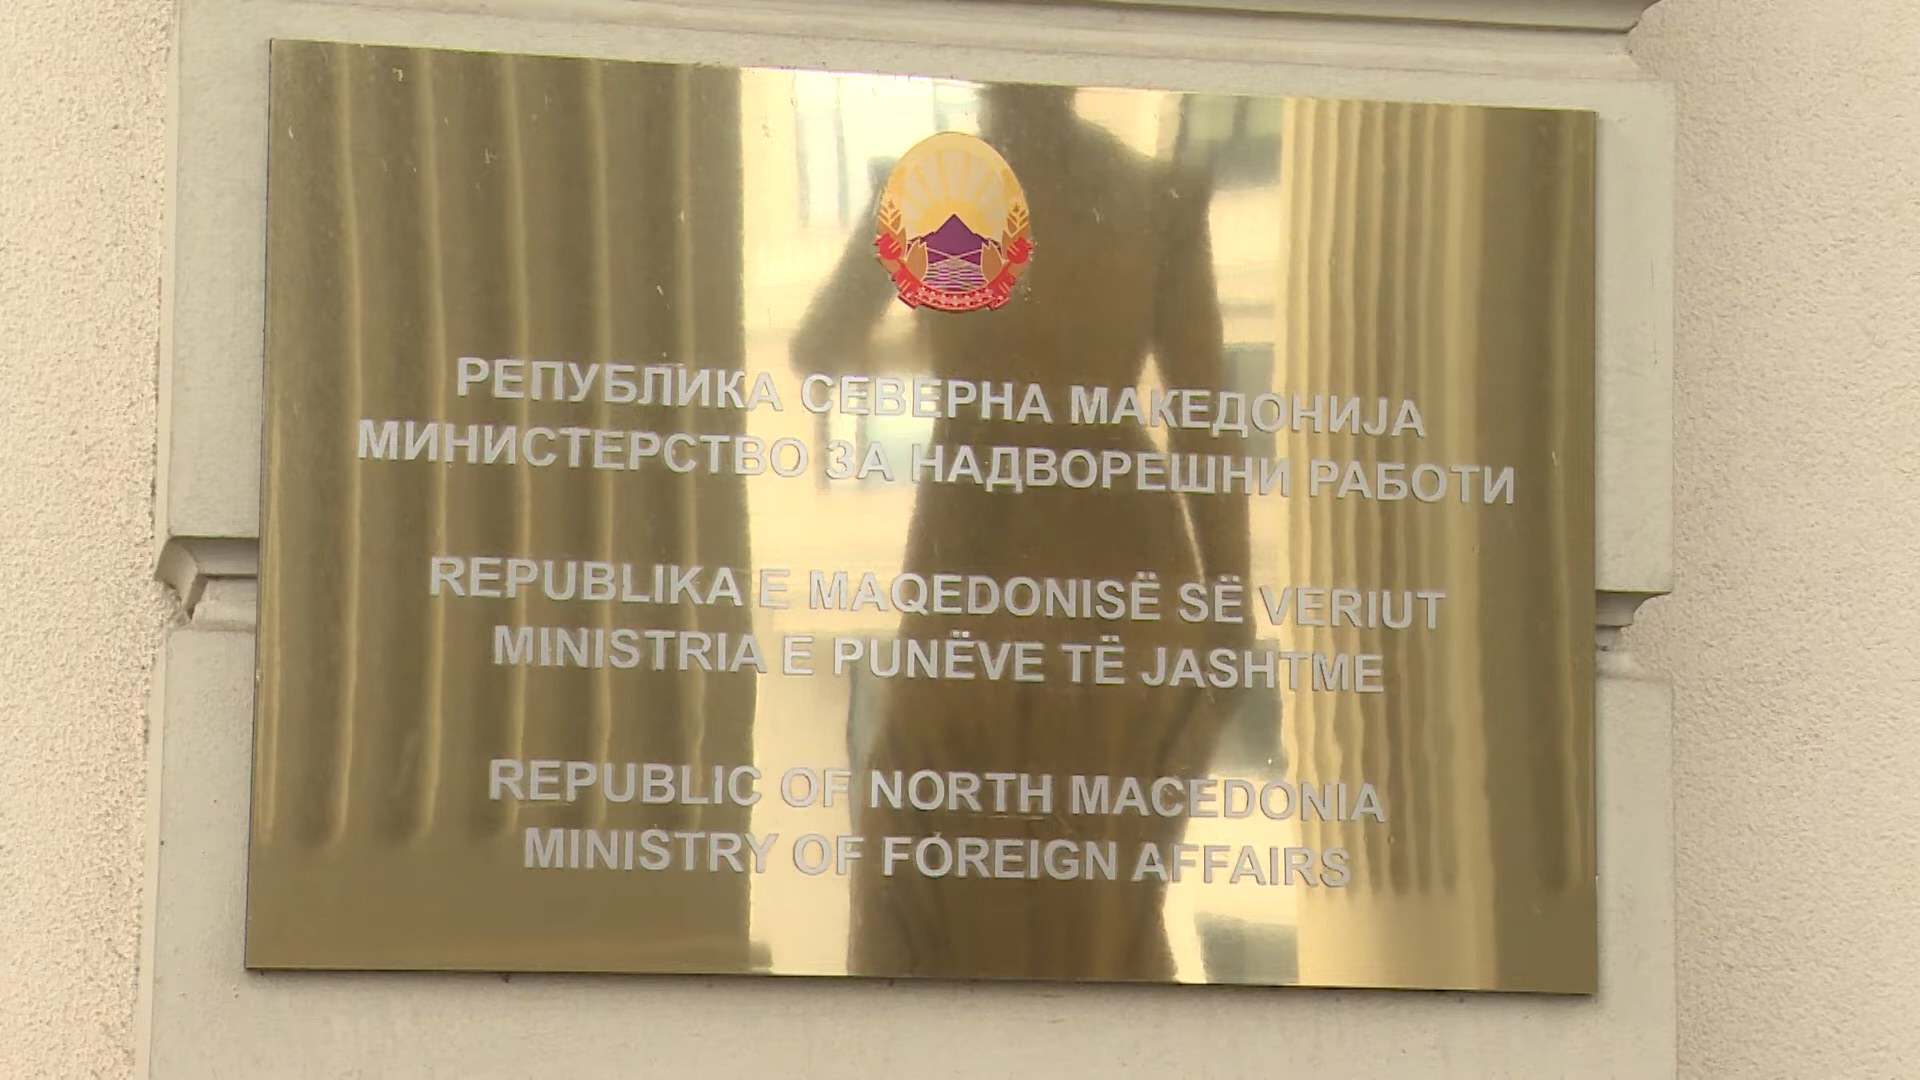 РЕПУБЛИКА СЕВЕРНА МАКЕДОНИЈА
МИНИСТЕРСТВО ЗА НАДВОРЕШНИ РАБОТИ
REPUBLIKA E MAQEDONISË SË VERIUT
MINISTRIA E PUNËVE TË JASHTME
REPUBLIC OF NORTH MACEDONIA
MINISTRY OF FOREIGN AFFAIRS